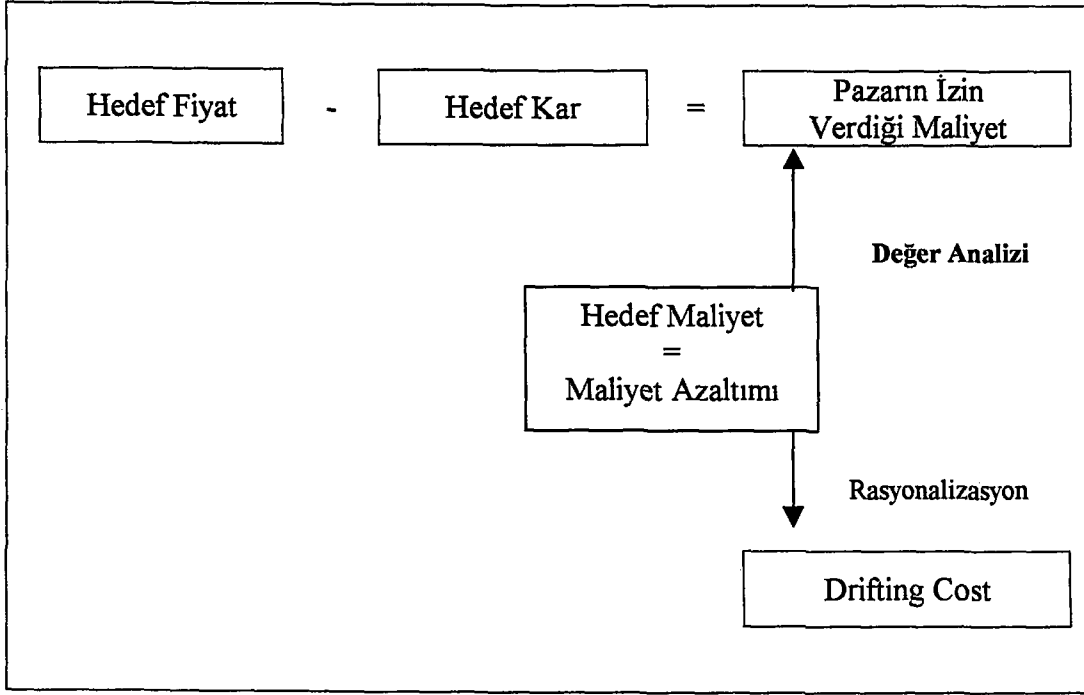 Hedef Fiyat - Hedef Kar = Pazarın İzin
Verdiği Maliyet
Değer Analizi
Hedef Maliyet
=
Maliyet Azaltımı
Rasyonalizasyon
Drifting Cost